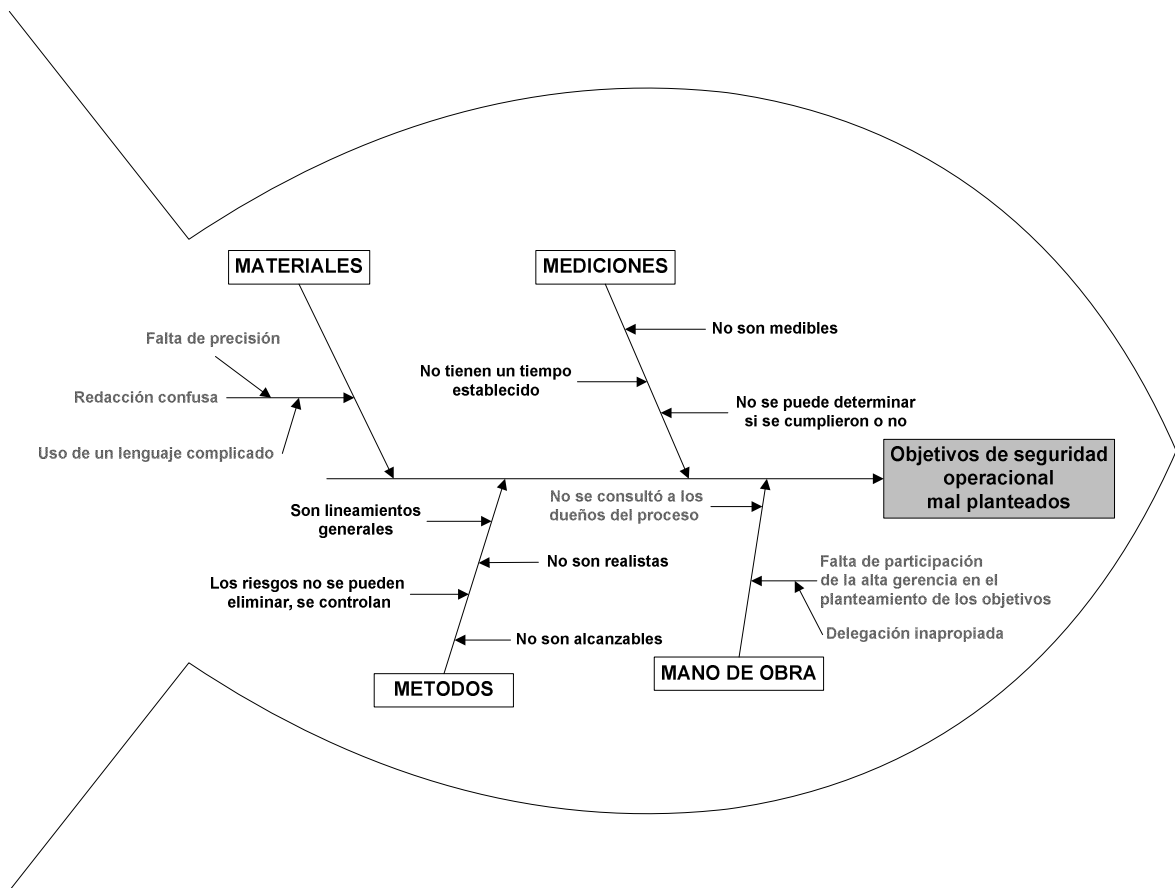 MATERIALES
MEDICIONES
Falta de precisión
Redacción confusa
Uso de un lenguaje complicado
No son medibles
No tienen un tiempo
establecido
No se puede determinar
si se cumplieron o no
Objetivos de seguridad
operacional
mal planteados
Son lineamientos
generales
No son realistas
Los riesgos no se pueden
eliminar, se controlan
No son alcanzables
METODOS
No se consultó a los
dueños del proceso
Falta de participación
de la alta gerencia en el
planteamiento de los objetivos
Delegación inapropiada
MANO DE OBRA